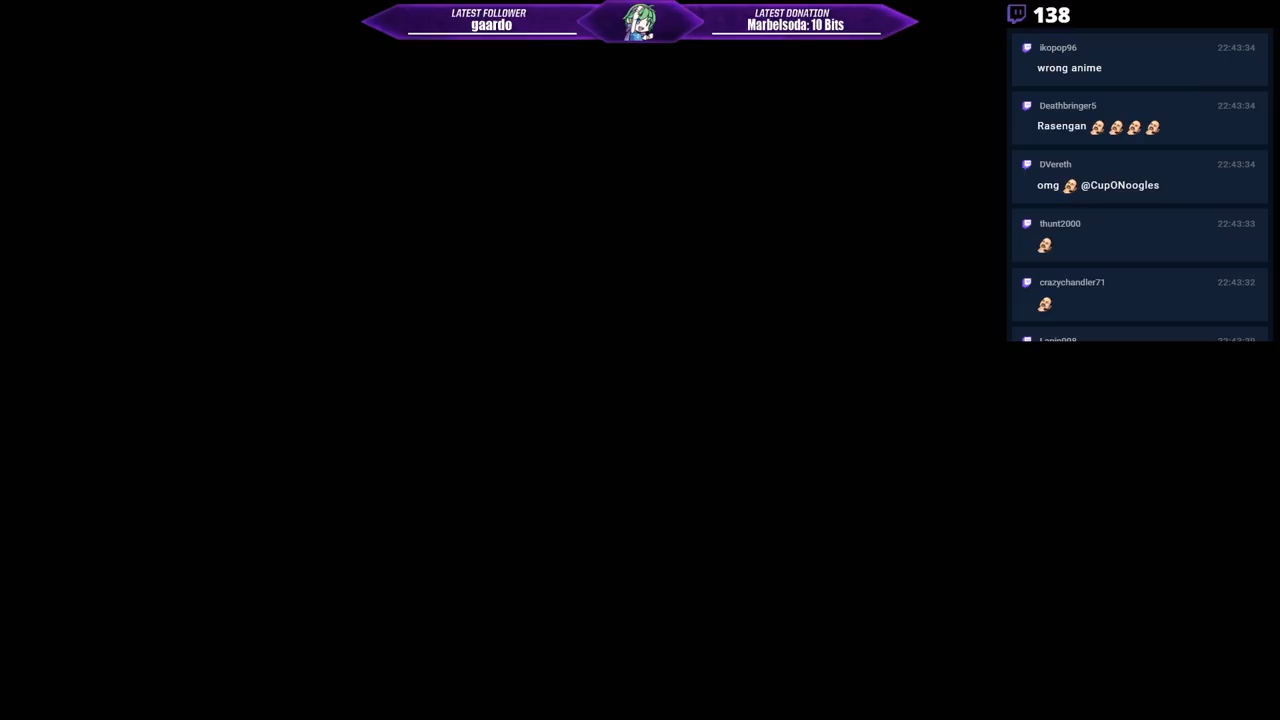 LATEST FOLLOWER
gaardo
LATEST DONATION
Marbelsoda: 10 Bits
138
ikopop96 22:43:34
wrong anime
Deathbringer5 22:43:34
Rasengan
DVereth 22:43:34
omg @CupONoogles
thunt2000 22:43:33
crazychandler71 22:43:32